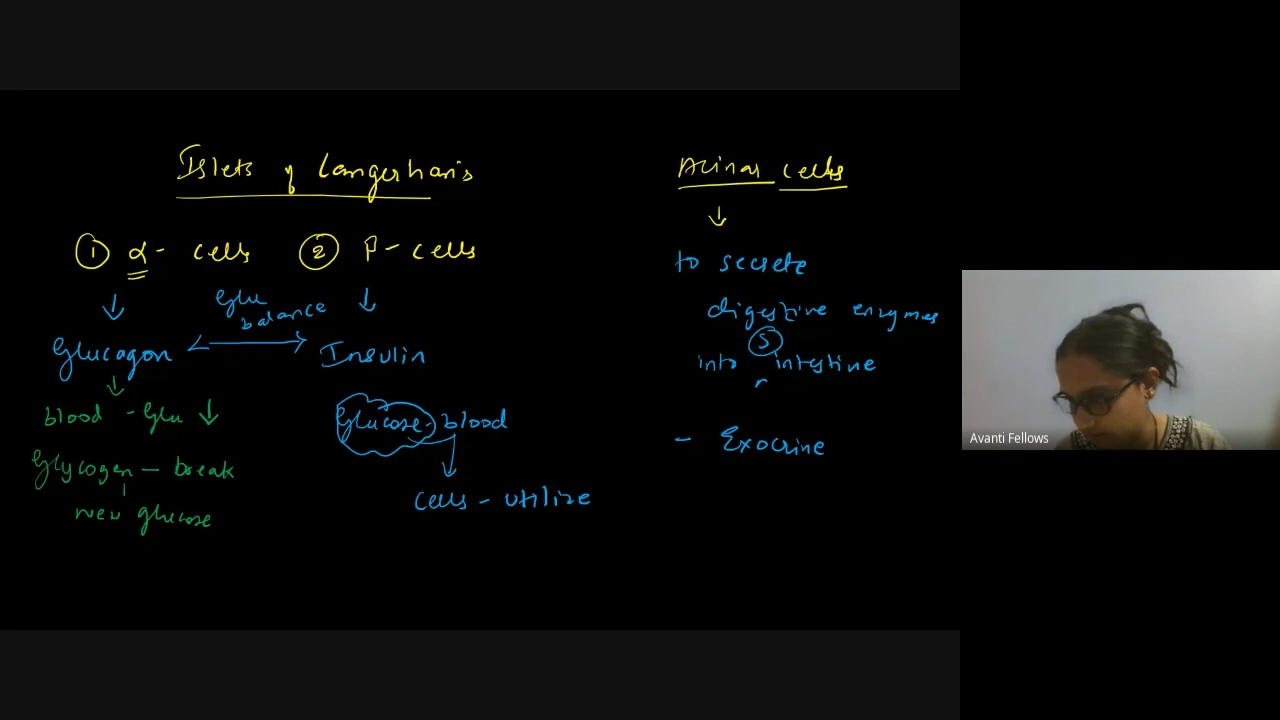 Islets of Langerhans
① α- cells ② β- cells
Glu
balance
Glucagon
Insulin
blood - Glu ↓
Glucose - blood
Glycogen - break
new glucose
cells - utilize
Acinar cells
to secrete
digestive enzymes
S
into intestine
- Exocrine
Avanti Fellows